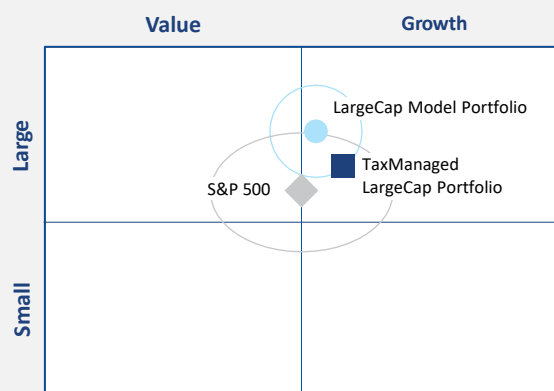 Value
Growth
Large
LargeCap Model Portfolio
TaxManaged
LargeCap Portfolio
S&P 500
Small